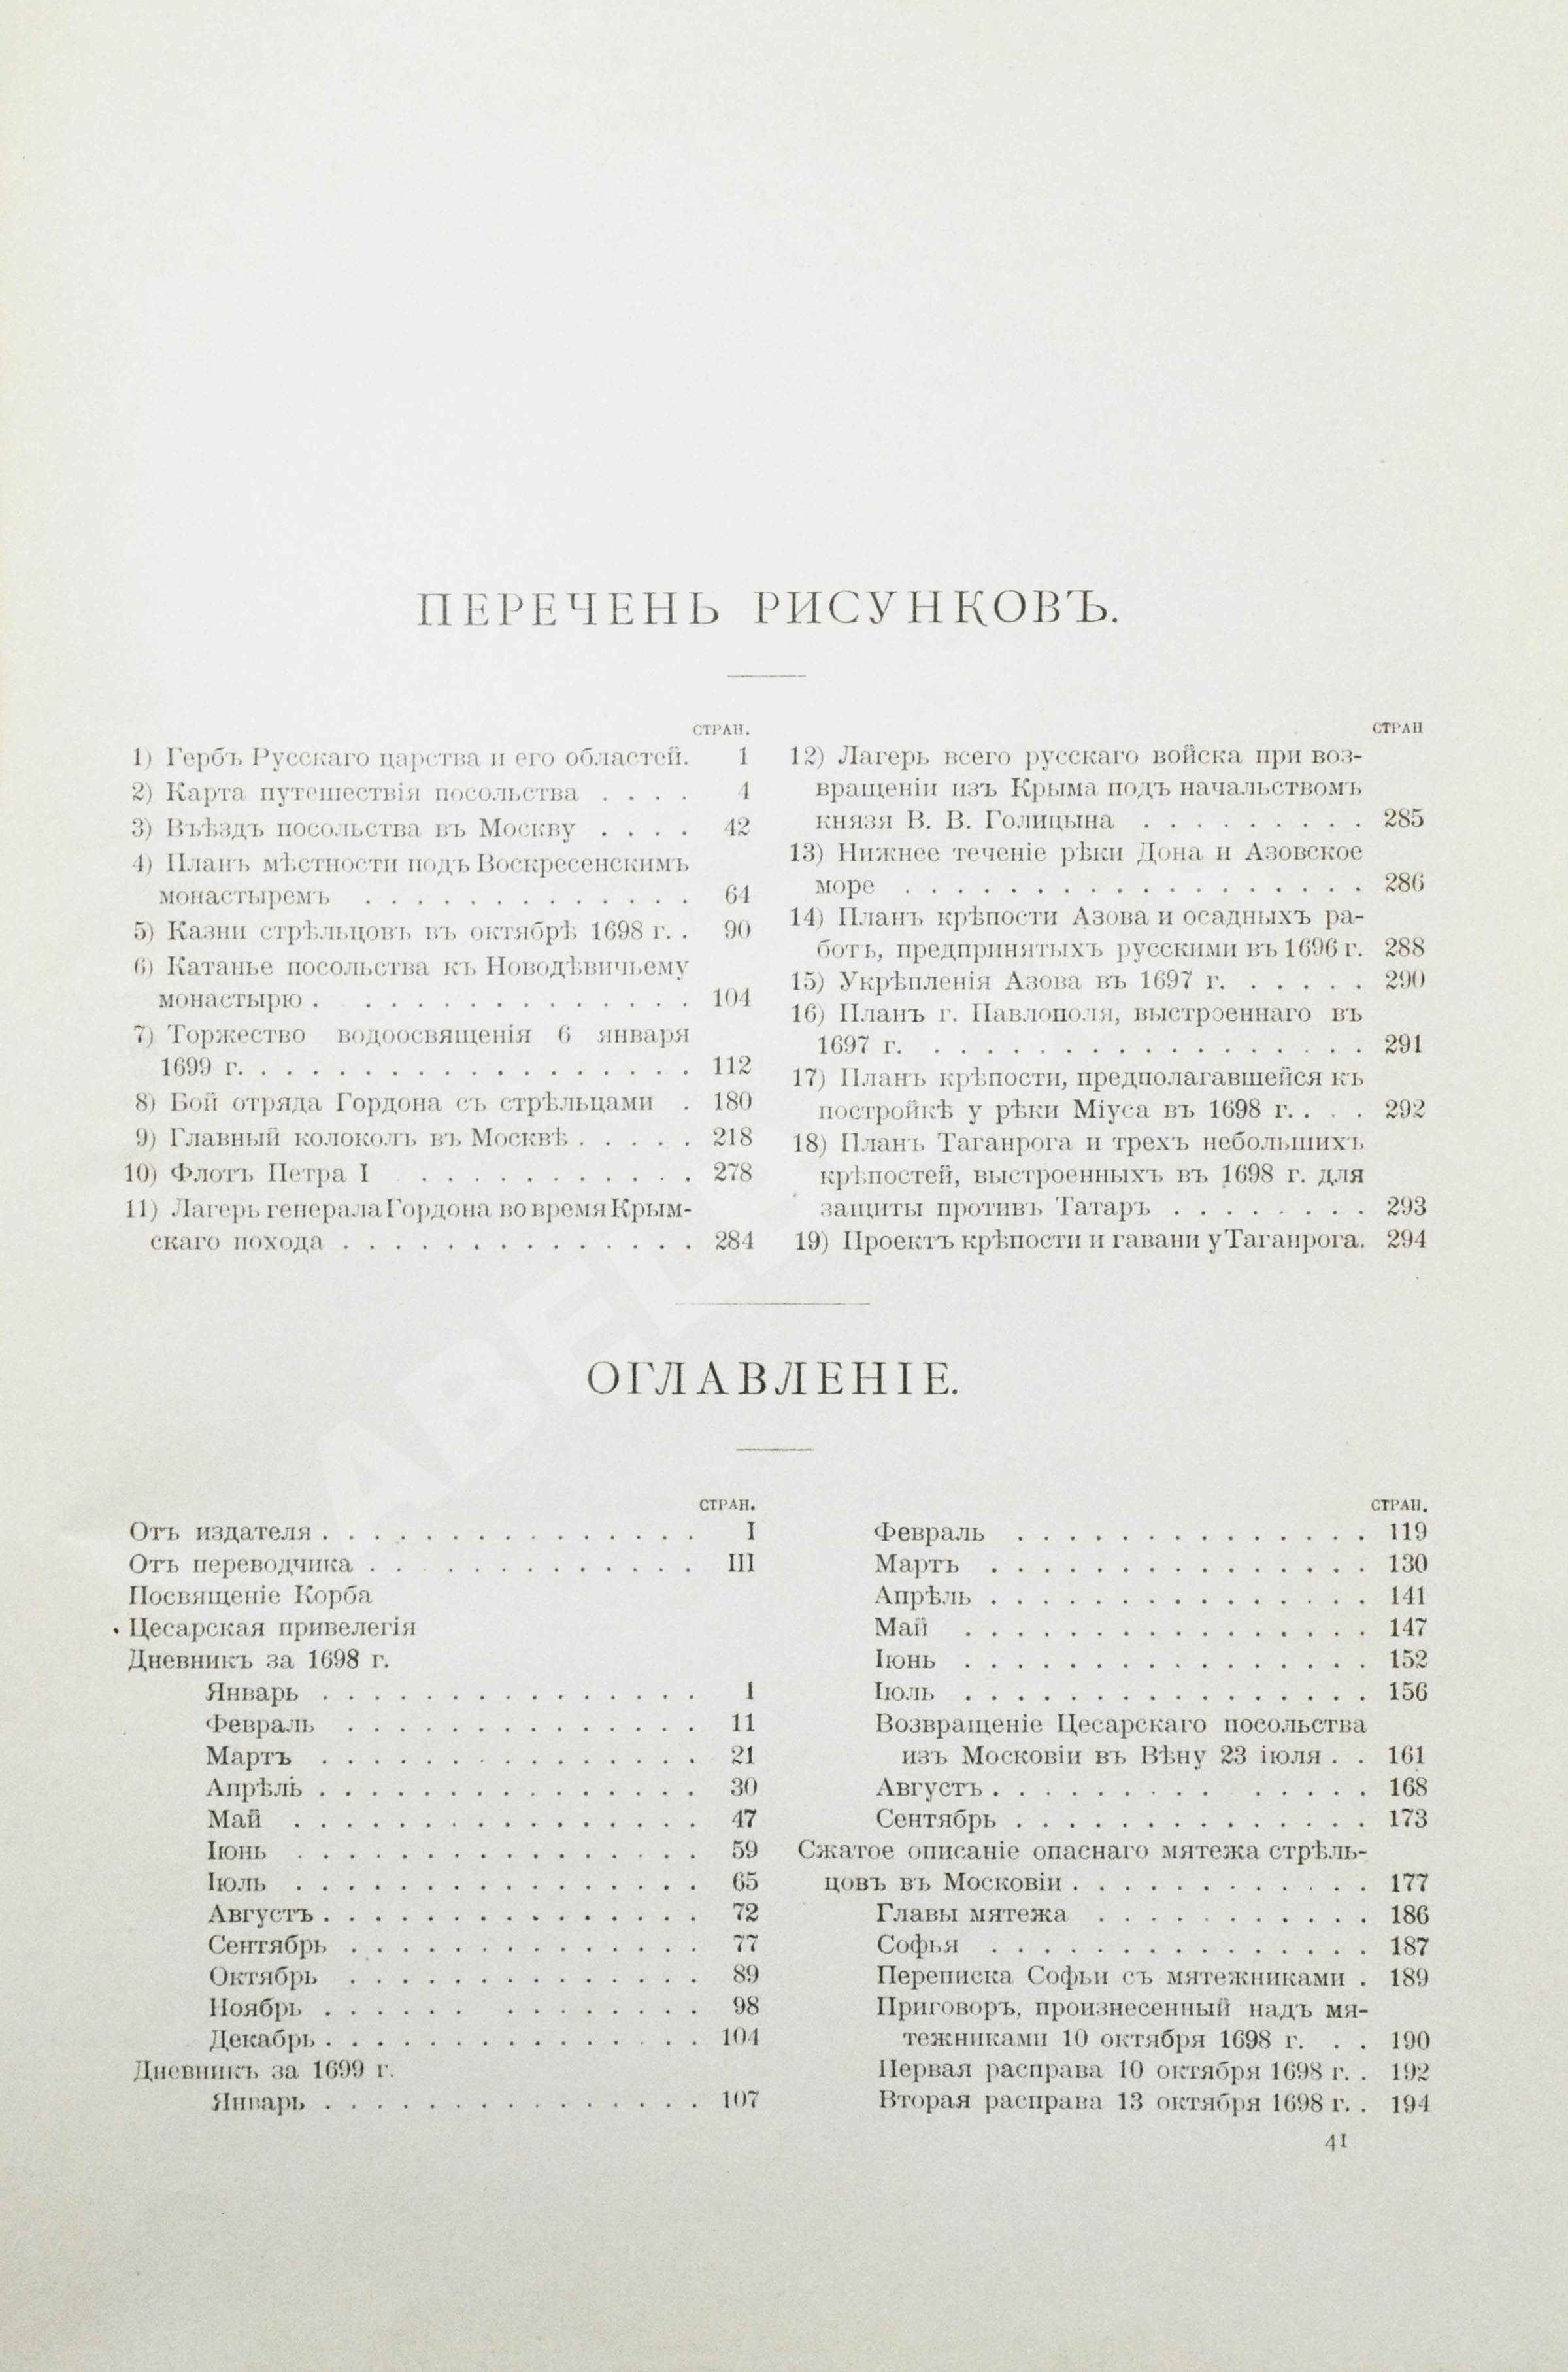 ПЕРЕЧЕНЬ РИСУНКОВЪ.
СТРАН.
1) Гербъ Русскаго царства и его областей. 1
2) Карта путешествія посольства . . . . 4
3) Въѣздъ посольства въ Москву . . . . 42
4) Планъ мѣстности подъ Воскресенскимъ
монастыремъ . . . . . . . . . . . . . 64
5) Казни стрѣльцовъ въ октябрѣ 1698 г. . 90
6) Катанье посольства къ Новодѣвичьему
монастырю . . . . . . . . . . . . . . 104
7) Торжество водоосвященія 6 января
1699 г. . . . . . . . . . . . . . . . . . 112
8) Бой отряда Гордона съ стрѣльцами . 180
9) Главный колоколъ въ Москвѣ . . . . . 218
10) Флотъ Петра I . . . . . . . . . . . 278
11) Лагерь генерала Гордона во время Крым-
скаго похода . . . . . . . . . . . . . . 284
СТРАН
12) Лагерь всего русскаго войска при воз-
вращеніи изъ Крыма подъ начальствомъ
князя В. В. Голицына . . . . . . . . . 285
13) Нижнее теченіе рѣки Дона и Азовское
море . . . . . . . . . . . . . . . . . . 286
14) Планъ крѣпости Азова и осадныхъ ра-
ботъ, предпринятыхъ русскими въ 1696 г. 288
15) Укрѣпленія Азова въ 1697 г. . . . . . 290
16) Планъ г. Павлополя, выстроеннаго въ
1697 г. . . . . . . . . . . . . . . . . . 291
17) Планъ крѣпости, предполагавшейся къ
постройкѣ у рѣки Міуса въ 1698 г. . . . 292
18) Планъ Таганрога и трехъ небольшихъ
крѣпостей, выстроенныхъ въ 1698 г. для
защиты противъ Татаръ . . . . . . . . 293
19) Проектъ крѣпости и гавани у Таганрога. 294
ОГЛАВЛЕНІЕ.
СТРАН.
Отъ издателя . . . . . . . . . . . . . . . I
Отъ переводчика . . . . . . . . . . . . . III
Посвященіе Корба
Цесарская привелегія
Дневникъ за 1698 г.
Январь . . . . . . . . . . . . . . . 1
Февраль . . . . . . . . . . . . . . 11
Мартъ . . . . . . . . . . . . . . . 21
Апрѣль . . . . . . . . . . . . . . . 30
Май . . . . . . . . . . . . . . . . 47
Іюнь . . . . . . . . . . . . . . . . 59
Іюль . . . . . . . . . . . . . . . . 65
Августъ . . . . . . . . . . . . . . . 72
Сентябрь . . . . . . . . . . . . . . 77
Октябрь . . . . . . . . . . . . . . 89
Ноябрь . . . . . . . . . . . . . . 98
Декабрь . . . . . . . . . . . . . . . 104
Дневникъ за 1699 г.
Январь . . . . . . . . . . . . . . . 107
СТРАН.
Февраль . . . . . . . . . . . . . . 119
Мартъ . . . . . . . . . . . . . . . 130
Апрѣль . . . . . . . . . . . . . . . 141
Май . . . . . . . . . . . . . . . . 147
Іюнь . . . . . . . . . . . . . . . . 152
Іюль . . . . . . . . . . . . . . . . 156
Возвращеніе Цесарскаго посольства
изъ Московіи въ Вѣну 23 іюля . . 161
Августъ . . . . . . . . . . . . . . 168
Сентябрь . . . . . . . . . . . . . . 173
Сжатое описаніе опаснаго мятежа стрѣль-
цовъ въ Московіи . . . . . . . . . . . . 177
Главы мятежа . . . . . . . . . . . 186
Софья . . . . . . . . . . . . . . . 187
Переписка Софьи съ мятежниками . 189
Приговоръ, произнесенный надъ мя-
тежниками 10 октября 1698 г. . . 190
Первая расправа 10 октября 1698 г. . 192
Вторая расправа 13 октября 1698 г. . 194
41